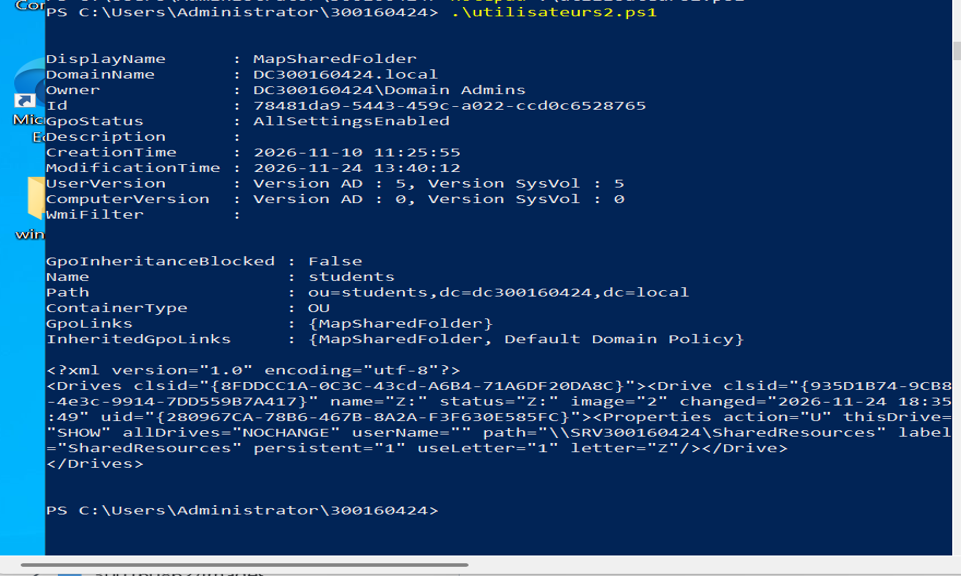 PS C:\Users\Administrator\300160424> .\utilisateurs2.ps1
DisplayName : MapSharedFolder
DomainName : DC300160424.local
Owner : DC300160424\Domain Admins
Id : 78481da9-5443-459c-a022-ccd0c6528765
GpoStatus : AllSettingsEnabled
Description :
CreationTime : 2026-11-10 11:25:55
ModificationTime : 2026-11-24 13:40:12
UserVersion : Version AD : 5, Version SysVol : 5
ComputerVersion : Version AD : 0, Version SysVol : 0
WmiFilter :
GpoInheritanceBlocked : False
Name : students
Path : ou=students,dc=dc300160424,dc=local
ContainerType : OU
GpoLinks : {MapSharedFolder}
InheritedGpoLinks : {MapSharedFolder, Default Domain Policy}
<?xml version="1.0" encoding="utf-8"?>
<Drives clsid="{8FDDCC1A-0C3C-43cd-A6B4-71A6DF20DA8C}"><Drive clsid="{935D1B74-9CB8
-4e3c-9914-7DD559B7A417}" name="Z:" status="Z:" image="2" changed="2026-11-24 18:35
:49" uid="{280967CA-78B6-467B-8A2A-F3F630E585FC}"><Properties action="U" thisDrive=
"SHOW" allDrives="NOCHANGE" userName="" path="\\SRV300160424\SharedResources" label
="SharedResources" persistent="1" useLetter="1" letter="Z"/></Drive>
</Drives>
PS C:\Users\Administrator\300160424>
Mic
win